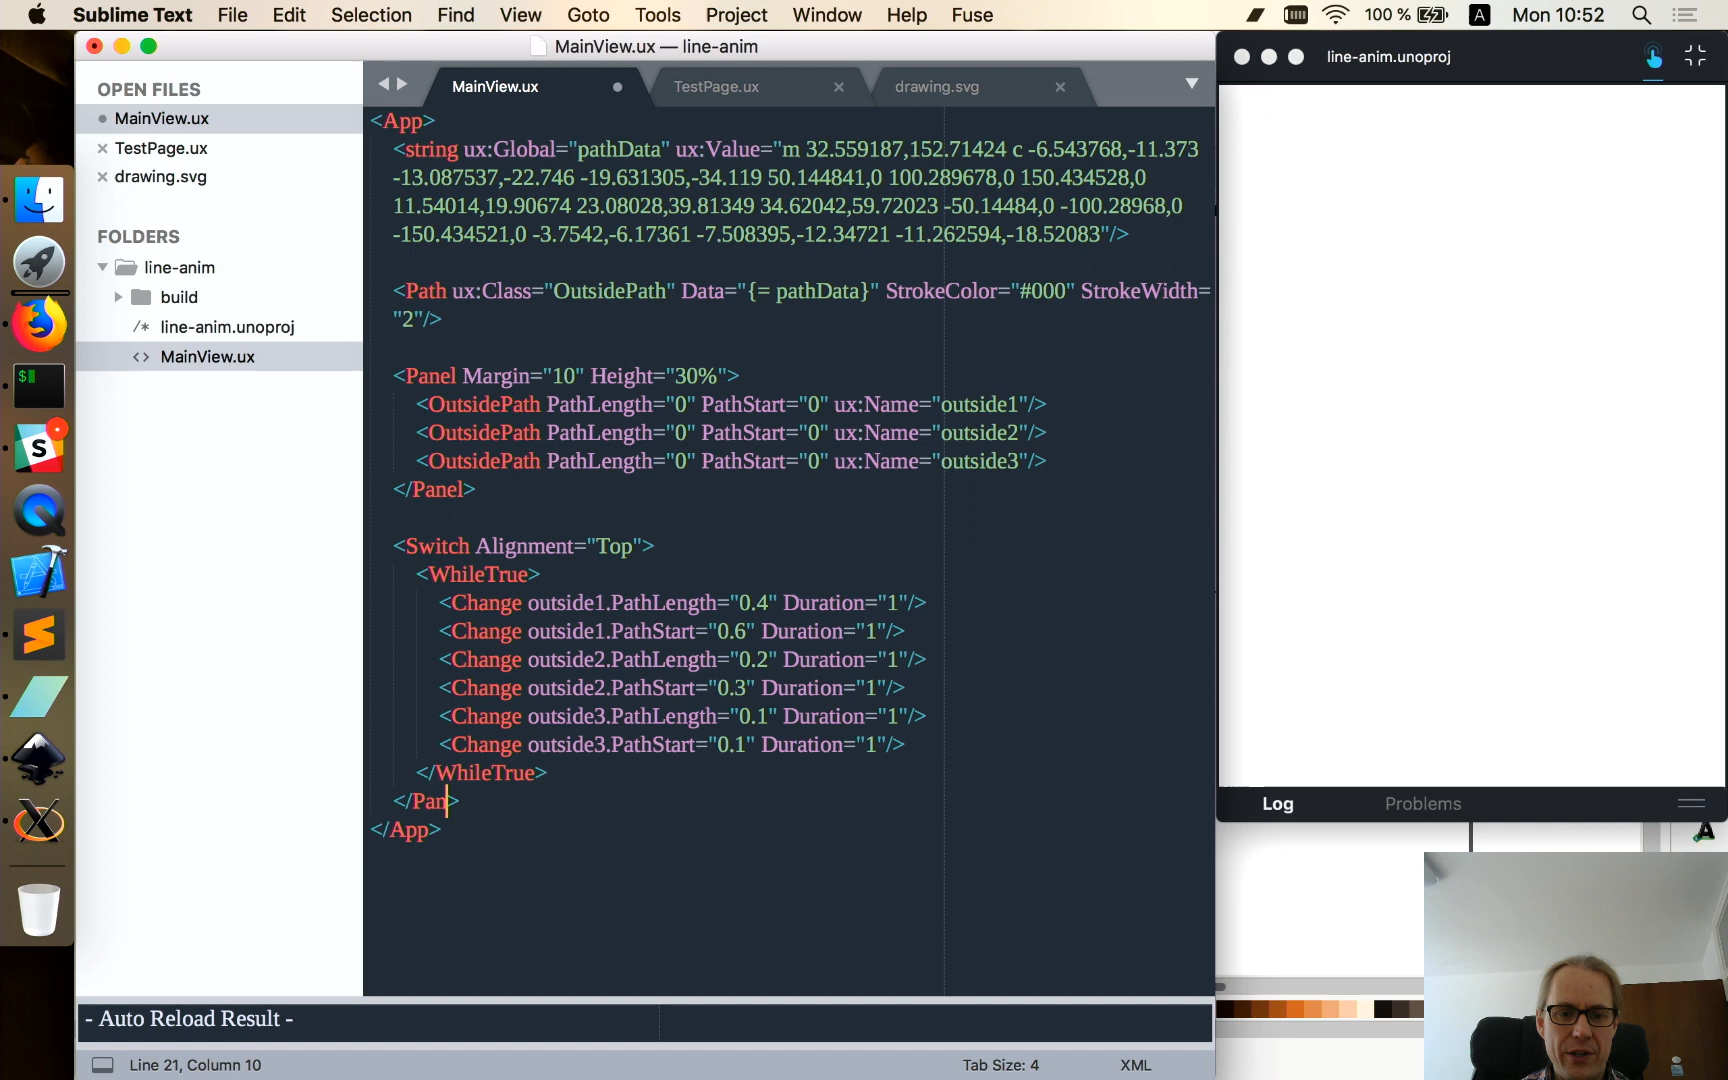 Sublime Text File Edit Selection Find View Goto Tools Project Window Help Fuse 100 % A Mon 10:52
MainView.ux — line-anim
line-anim.unoproj
OPEN FILES
MainView.ux
TestPage.ux
drawing.svg
FOLDERS
line-anim
build
/* line-anim.unoproj
<> MainView.ux
MainView.ux TestPage.ux drawing.svg
<App>
<string ux:Global="pathData" ux:Value="m 32.559187,152.71424 c -6.543768,-11.373
-13.087537,-22.746 -19.631305,-34.119 50.144841,0 100.289678,0 150.434528,0
11.54014,19.90674 23.08028,39.81349 34.62042,59.72023 -50.14484,0 -100.28968,0
-150.434521,0 -3.7542,-6.17361 -7.508395,-12.34721 -11.262594,-18.52083"/>
<Path ux:Class="OutsidePath" Data="{= pathData}" StrokeColor="#000" StrokeWidth=
"2"/>
<Panel Margin="10" Height="30%">
<OutsidePath PathLength="0" PathStart="0" ux:Name="outside1"/>
<OutsidePath PathLength="0" PathStart="0" ux:Name="outside2"/>
<OutsidePath PathLength="0" PathStart="0" ux:Name="outside3"/>
</Panel>
<Switch Alignment="Top">
<WhileTrue>
<Change outside1.PathLength="0.4" Duration="1"/>
<Change outside1.PathStart="0.6" Duration="1"/>
<Change outside2.PathLength="0.2" Duration="1"/>
<Change outside2.PathStart="0.3" Duration="1"/>
<Change outside3.PathLength="0.1" Duration="1"/>
<Change outside3.PathStart="0.1" Duration="1"/>
</WhileTrue>
</Pan>
</App>
Log Problems
- Auto Reload Result -
Line 21, Column 10 Tab Size: 4 XML
$
S
A